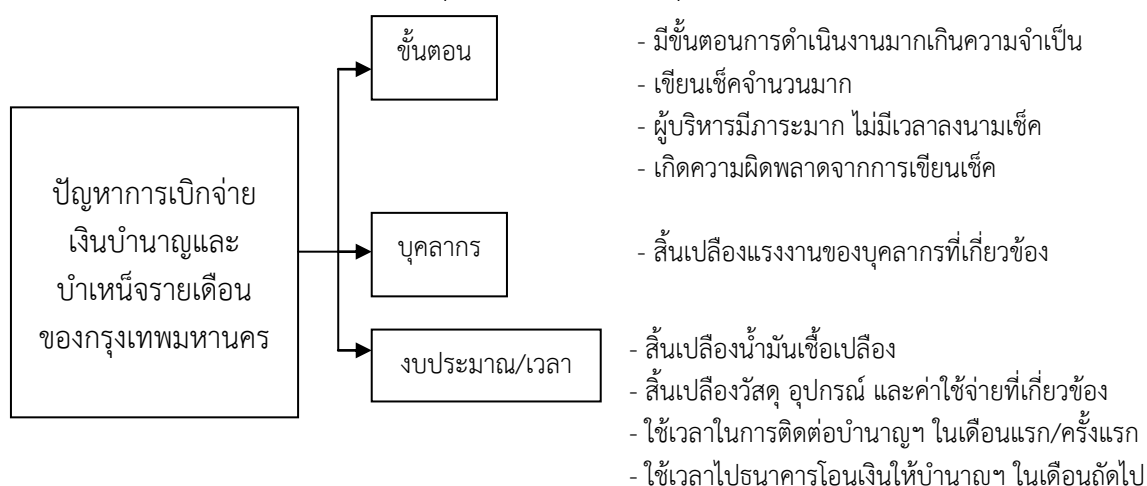 ปัญหาการเบิกจ่าย
เงินบำนาญและ
บำเหน็จรายเดือน
ของกรุงเทพมหานคร
ขั้นตอน
- มีขั้นตอนการดำเนินงานมากเกินความจำเป็น
- เขียนเช็คจำนวนมาก
- ผู้บริหารมีภาระมาก ไม่มีเวลาลงนามเช็ค
- เกิดความผิดพลาดจากการเขียนเช็ค
บุคลากร
- สิ้นเปลืองแรงงานของบุคลากรที่เกี่ยวข้อง
งบประมาณ/เวลา
- สิ้นเปลืองน้ำมันเชื้อเปลือง
- สิ้นเปลืองวัสดุ อุปกรณ์ และค่าใช้จ่ายที่เกี่ยวข้อง
- ใช้เวลาในการติดต่อบำนาญฯ ในเดือนแรก/ครั้งแรก
- ใช้เวลาไปธนาคารโอนเงินให้บำนาญฯ ในเดือนถัดไป